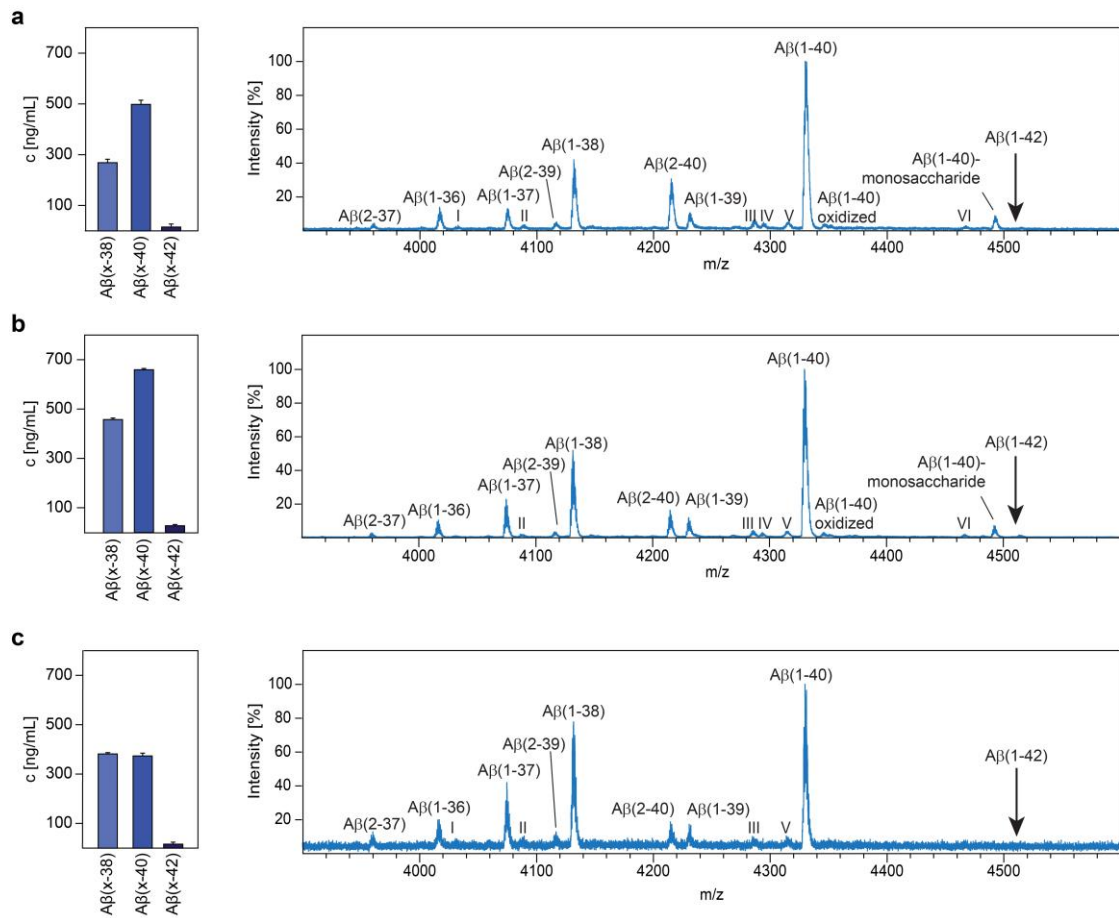 a
700
500
300
100
c [ng/mL]
Aβ(x-38)
Aβ(x-40)
Aβ(x-42)
Intensity [%]
100
80
60
40
20
Aβ(2-37)
Aβ(1-36)
I
Aβ(1-37)
II
Aβ(2-39)
Aβ(1-38)
Aβ(2-40)
Aβ(1-39)
III
IV
V
Aβ(1-40)
Aβ(1-40)
oxidized
VI
Aβ(1-40)-
monosaccharide
Aβ(1-42)
4000
4100
4200
4300
4400
4500
m/z
b
700
500
300
100
c [ng/mL]
Aβ(x-38)
Aβ(x-40)
Aβ(x-42)
Intensity [%]
100
80
60
40
20
Aβ(2-37)
Aβ(1-36)
Aβ(1-37)
II
Aβ(2-39)
Aβ(1-38)
Aβ(2-40)
Aβ(1-39)
III
IV
V
Aβ(1-40)
Aβ(1-40)
oxidized
VI
Aβ(1-40)-
monosaccharide
Aβ(1-42)
4000
4100
4200
4300
4400
4500
m/z
c
700
500
300
100
c [ng/mL]
Aβ(x-38)
Aβ(x-40)
Aβ(x-42)
Intensity [%]
100
80
60
40
20
Aβ(2-37)
Aβ(1-36)
I
Aβ(1-37)
II
Aβ(2-39)
Aβ(1-38)
Aβ(2-40)
Aβ(1-39)
III
V
Aβ(1-40)
Aβ(1-42)
4000
4100
4200
4300
4400
4500
m/z